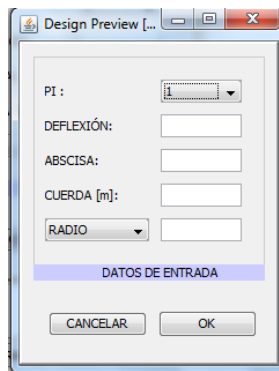 Design Preview [...
PI :
1
DEFLEXIÓN:
ABSCISA:
CUERDA [m]:
RADIO
DATOS DE ENTRADA
CANCELAR OK